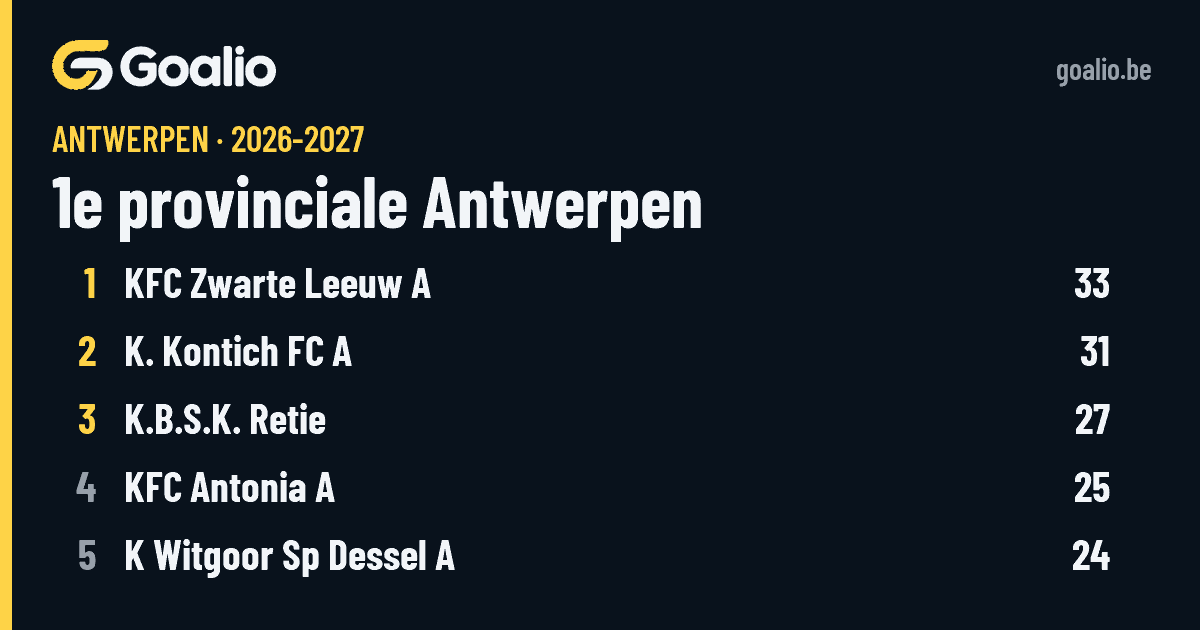 Goalio
goalio.be
ANTWERPEN · 2026-2027
1e provinciale Antwerpen
1 KFC Zwarte Leeuw A 33
2 K. Kontich FC A 31
3 K.B.S.K. Retie 27
4 KFC Antonia A 25
5 K Witgoor Sp Dessel A 24